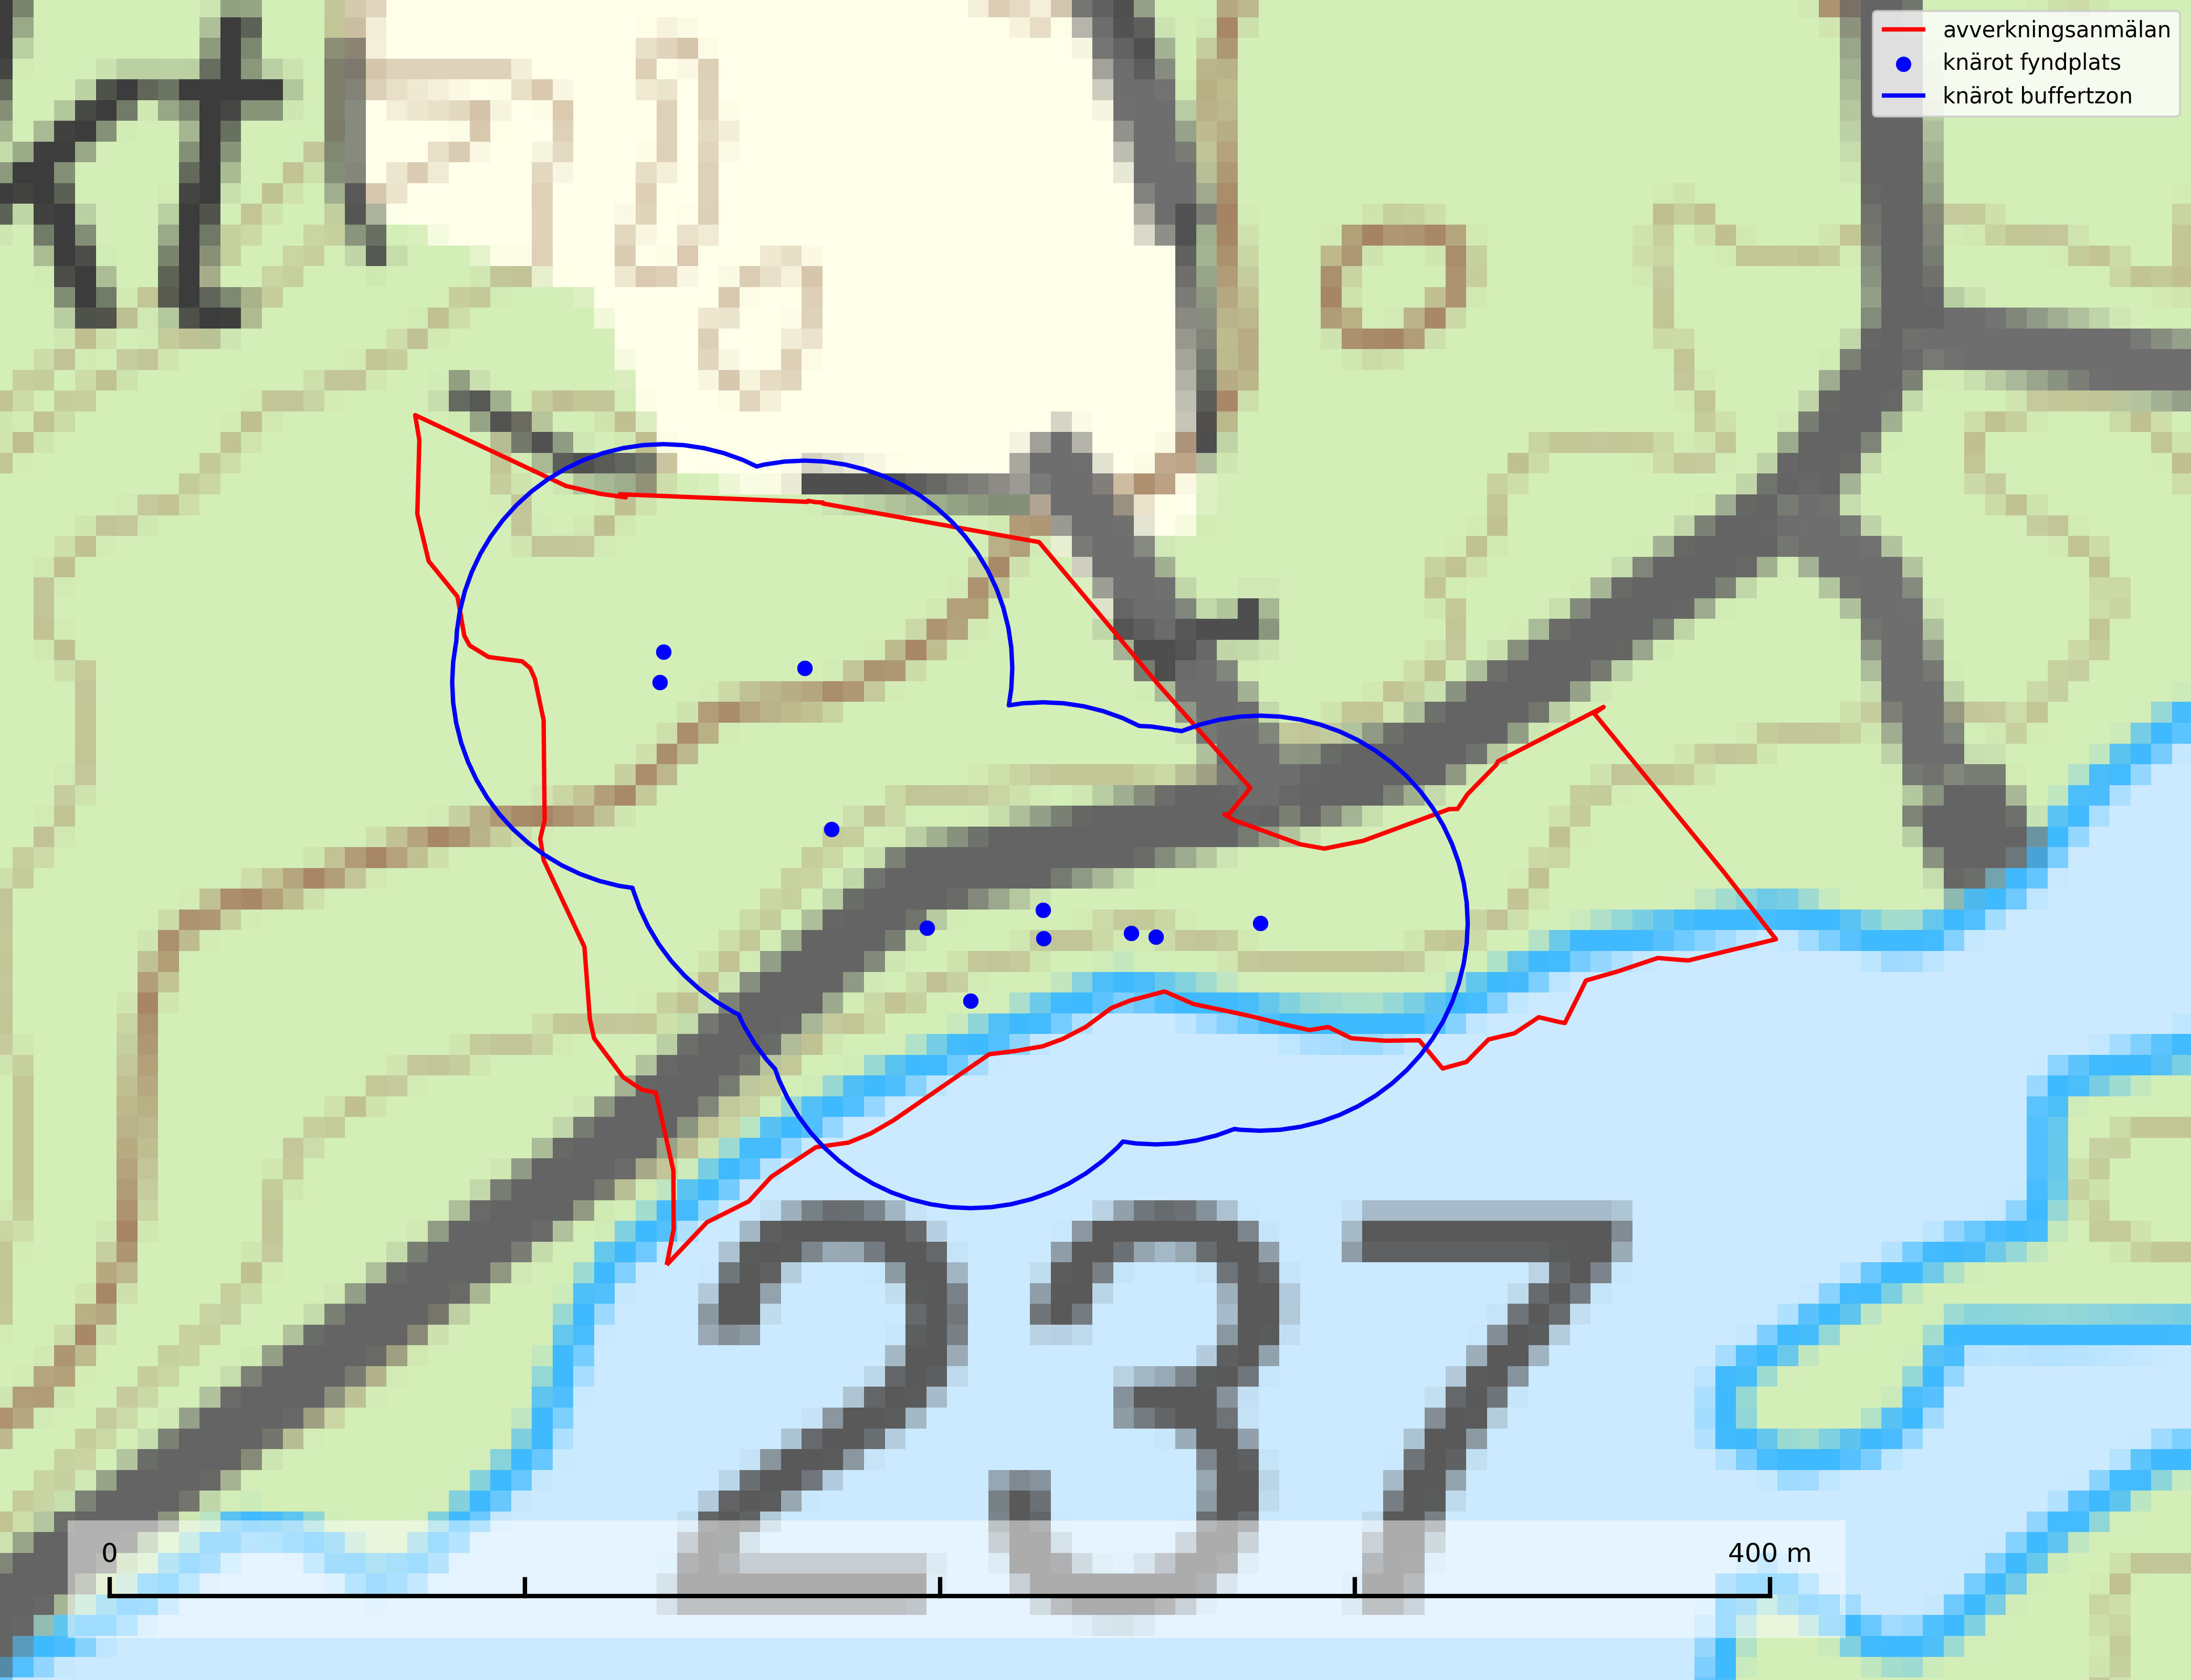 avverkningsanmälan
knärot fyndplats
knärot buffertzon
237
0
400 m